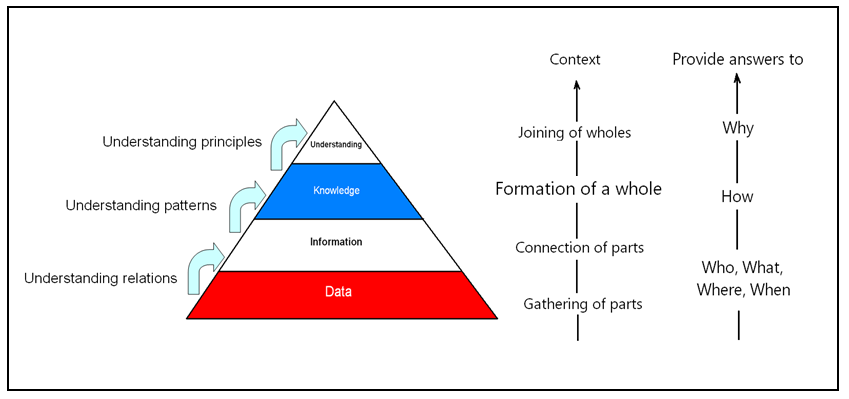 Context
Provide answers to
Joining of wholes
Why
Understanding principles
Understanding
Formation of a whole
How
Understanding patterns
Knowledge
Connection of parts
Who, What,
Where, When
Information
Understanding relations
Data
Gathering of parts